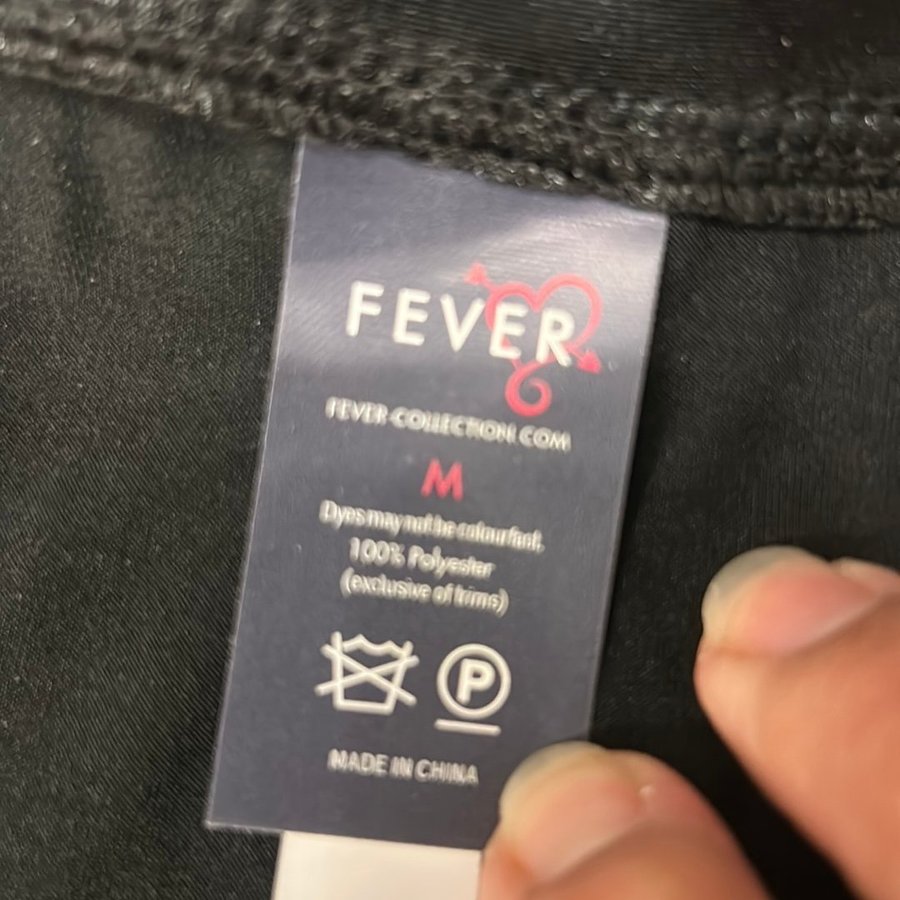 FEVER
FEVER-COLLECTION.COM
M
Dyes may not be colourfast.
100% Polyester
(exclusive of trims)
P
MADE IN CHINA